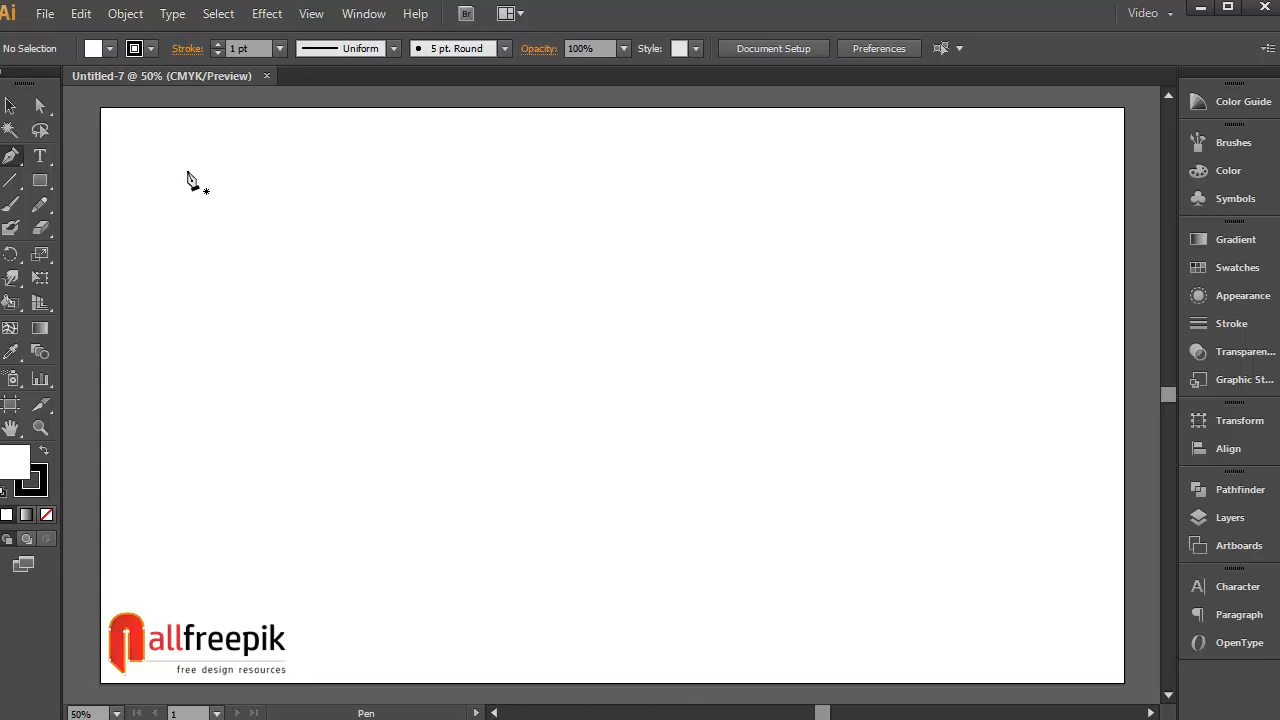 Ai File Edit Object Type Select Effect View Window Help Br Video
No Selection Stroke: 1 pt Uniform 5 pt. Round Opacity: 100% Style: Document Setup Preferences
Untitled-7 @ 50% (CMYK/Preview) ×
Color Guide
Brushes
T
Color
Symbols
Gradient
Swatches
Appearance
Stroke
Transparen...
Graphic St...
Transform
Align
Pathfinder
Layers
Artboards
Character
Paragraph
OpenType
allfreepik
free design resources
50% 1 Pen